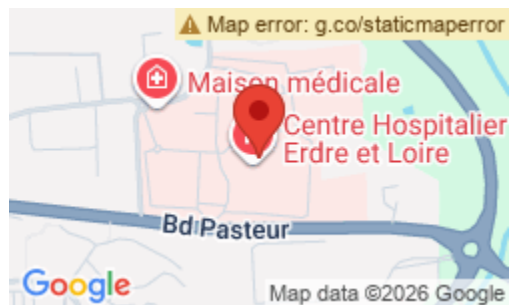 Map error: g.co/staticmaperror
Maison médicale
Centre Hospitalier
Erdre et Loire
Bd Pasteur
Google
Map data ©2026 Google